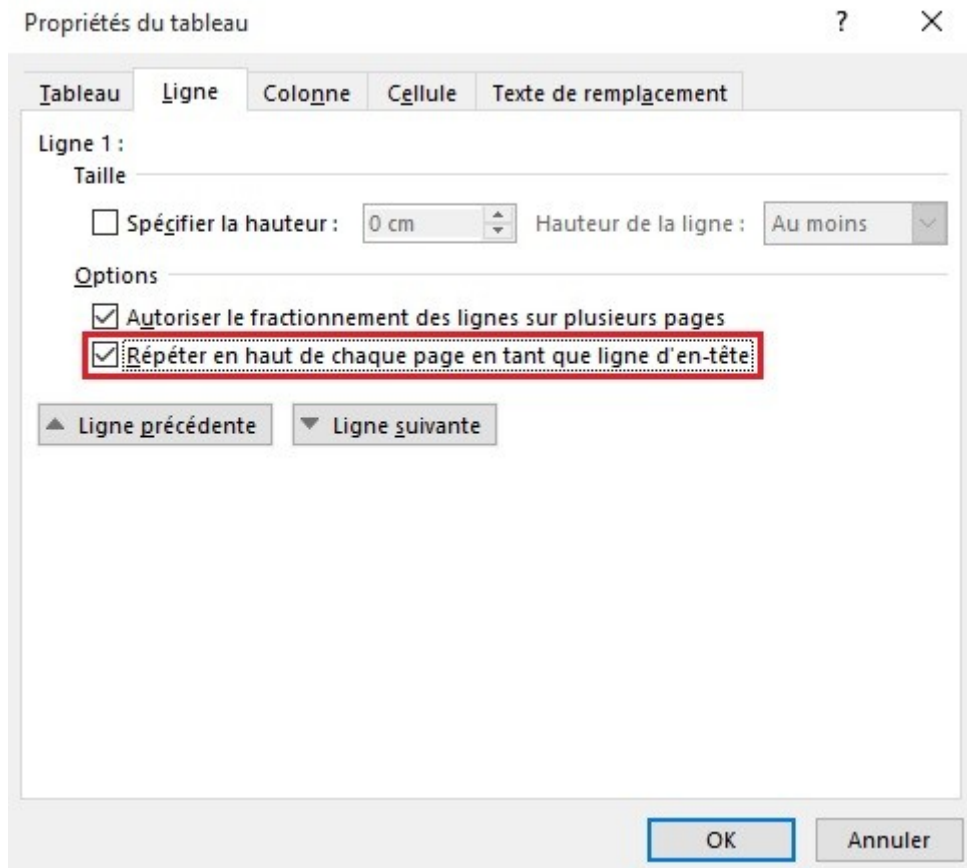 Propriétés du tableau ?
Tableau Ligne Colonne Cellule Texte de remplacement
Ligne 1 :
Taille
Spécifier la hauteur : 0 cm Hauteur de la ligne : Au moins
Options
Autoriser le fractionnement des lignes sur plusieurs pages
Répéter en haut de chaque page en tant que ligne d'en-tête
Ligne précédente Ligne suivante
OK Annuler